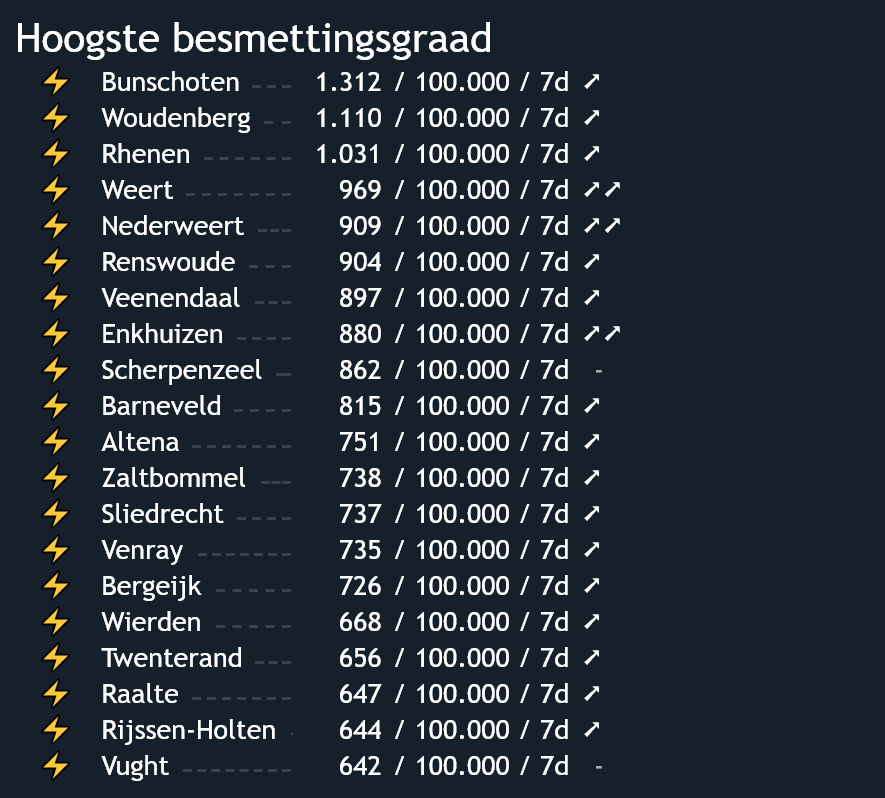 Hoogste besmettingsgraad
⚡ Bunschoten --- 1.312 / 100.000 / 7d ➚
⚡ Woudenberg -- 1.110 / 100.000 / 7d ➚
⚡ Rhenen ------ 1.031 / 100.000 / 7d ➚
⚡ Weert ------- 969 / 100.000 / 7d ➚➚
⚡ Nederweert --- 909 / 100.000 / 7d ➚➚
⚡ Renswoude --- 904 / 100.000 / 7d ➚
⚡ Veenendaal --- 897 / 100.000 / 7d ➚
⚡ Enkhuizen ---- 880 / 100.000 / 7d ➚➚
⚡ Scherpenzeel - 862 / 100.000 / 7d -
⚡ Barneveld ---- 815 / 100.000 / 7d ➚
⚡ Altena ------- 751 / 100.000 / 7d ➚
⚡ Zaltbommel --- 738 / 100.000 / 7d ➚
⚡ Sliedrecht ---- 737 / 100.000 / 7d ➚
⚡ Venray ------- 735 / 100.000 / 7d ➚
⚡ Bergeijk ----- 726 / 100.000 / 7d ➚
⚡ Wierden ----- 668 / 100.000 / 7d ➚
⚡ Twenterand --- 656 / 100.000 / 7d ➚
⚡ Raalte ------- 647 / 100.000 / 7d ➚
⚡ Rijssen-Holten · 644 / 100.000 / 7d ➚
⚡ Vught -------- 642 / 100.000 / 7d -